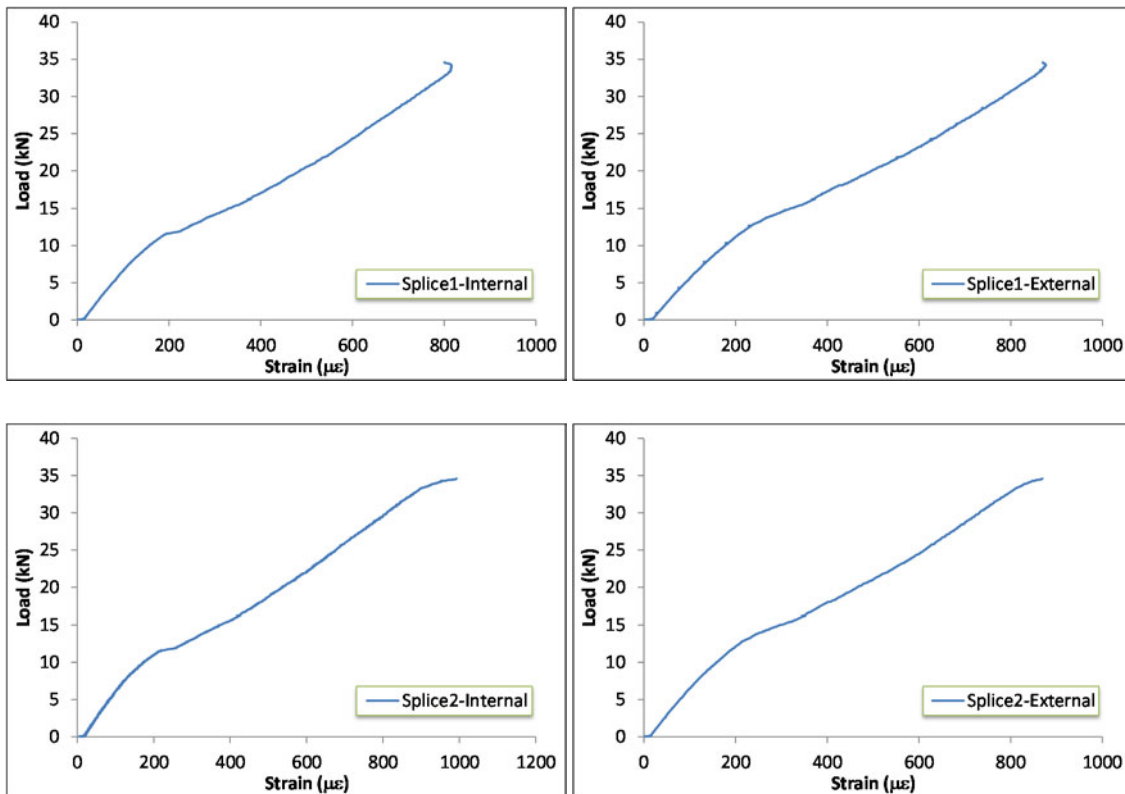 40
35
30
25
20
15
10
5
0
Load (kN)
Splice1-Internal
0 200 400 600 800 1000
Strain (με)
40
35
30
25
20
15
10
5
0
Load (kN)
Splice1-External
0 200 400 600 800 1000
Strain (με)
40
35
30
25
20
15
10
5
0
Load (kN)
Splice2-Internal
0 200 400 600 800 1000 1200
Strain (με)
40
35
30
25
20
15
10
5
0
Load (kN)
Splice2-External
0 200 400 600 800 1000
Strain (με)